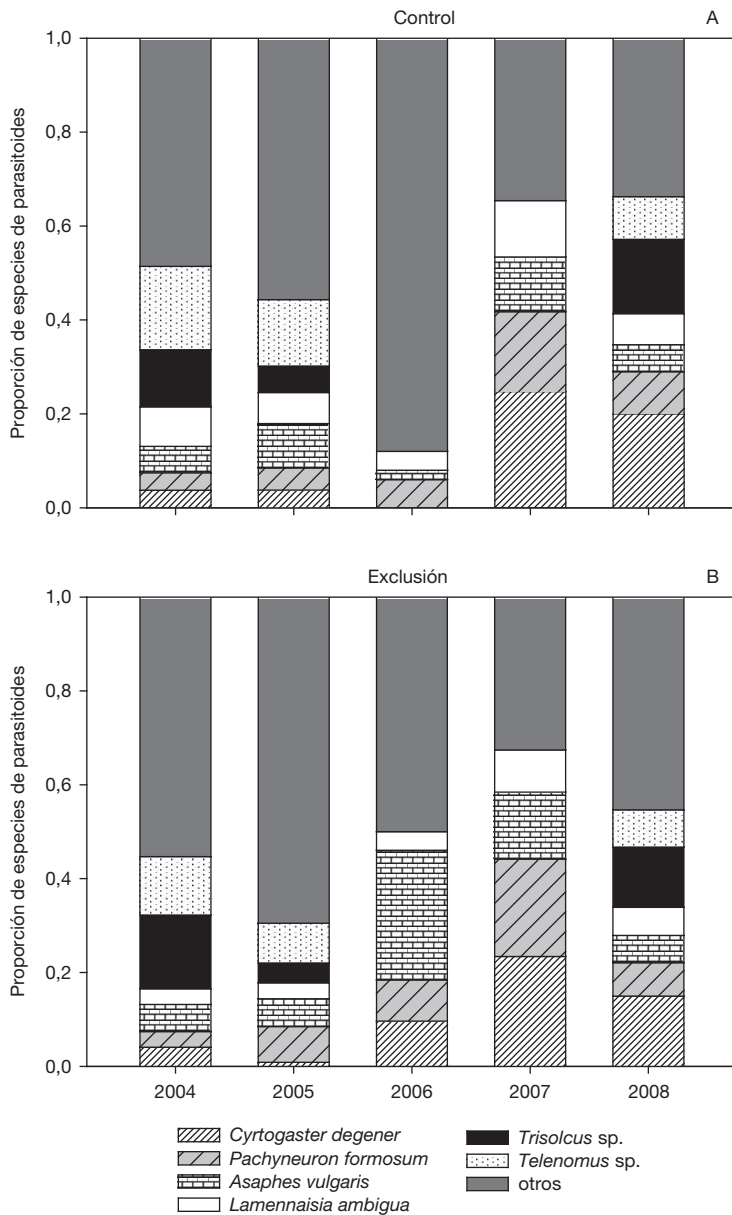 Control
A
Proporción de especies de parasitoides
1,0
0,8
0,6
0,4
0,2
0,0
Exclusión
B
Proporción de especies de parasitoides
1,0
0,8
0,6
0,4
0,2
0,0
2004 2005 2006 2007 2008
Cyrtogaster degener
Pachyneuron formosum
Asaphes vulgaris
Lamennaisia ambigua
Trisolcus sp.
Telenomus sp.
otros